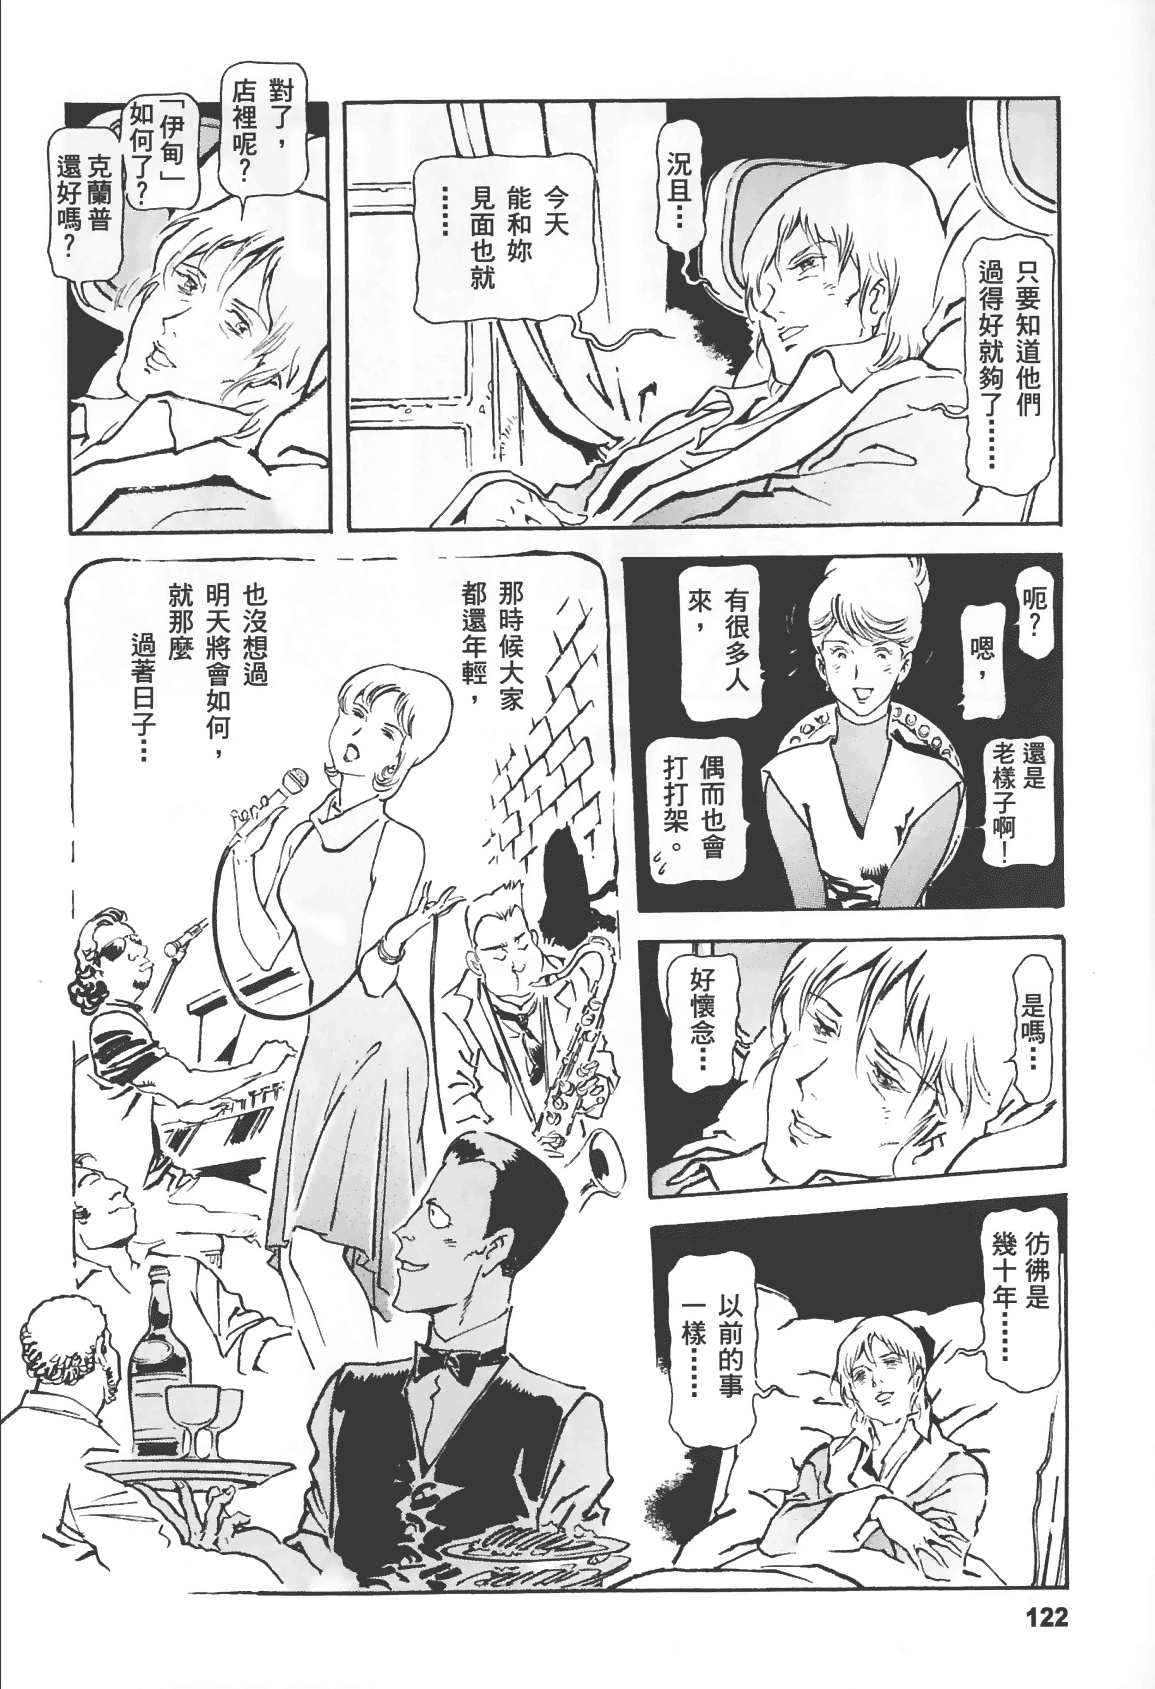 只要知道他們
過得好就夠了⋯⋯
況且⋯
今天
能和妳
見面也就
⋯⋯
對了，
店裡呢？
「伊甸」
如何了？
克蘭普
還好嗎？
呃？
嗯，
還是
老樣子啊！
有很多人
來，
偶而也會
打打架。
是嗎⋯
好懷念⋯
彷彿是
幾十年⋯⋯
以前的事
一樣⋯⋯
那時候大家
都還年輕，
也沒想過
明天將會如何，
就那麼
過著日子⋯
122